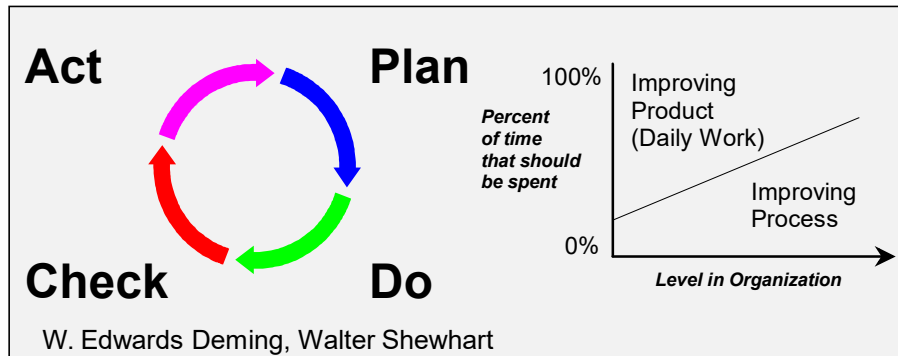 Act
Plan
Check
Do
W. Edwards Deming, Walter Shewhart
100%
Percent
of time
that should
be spent
0%
Improving
Product
(Daily Work)
Improving
Process
Level in Organization